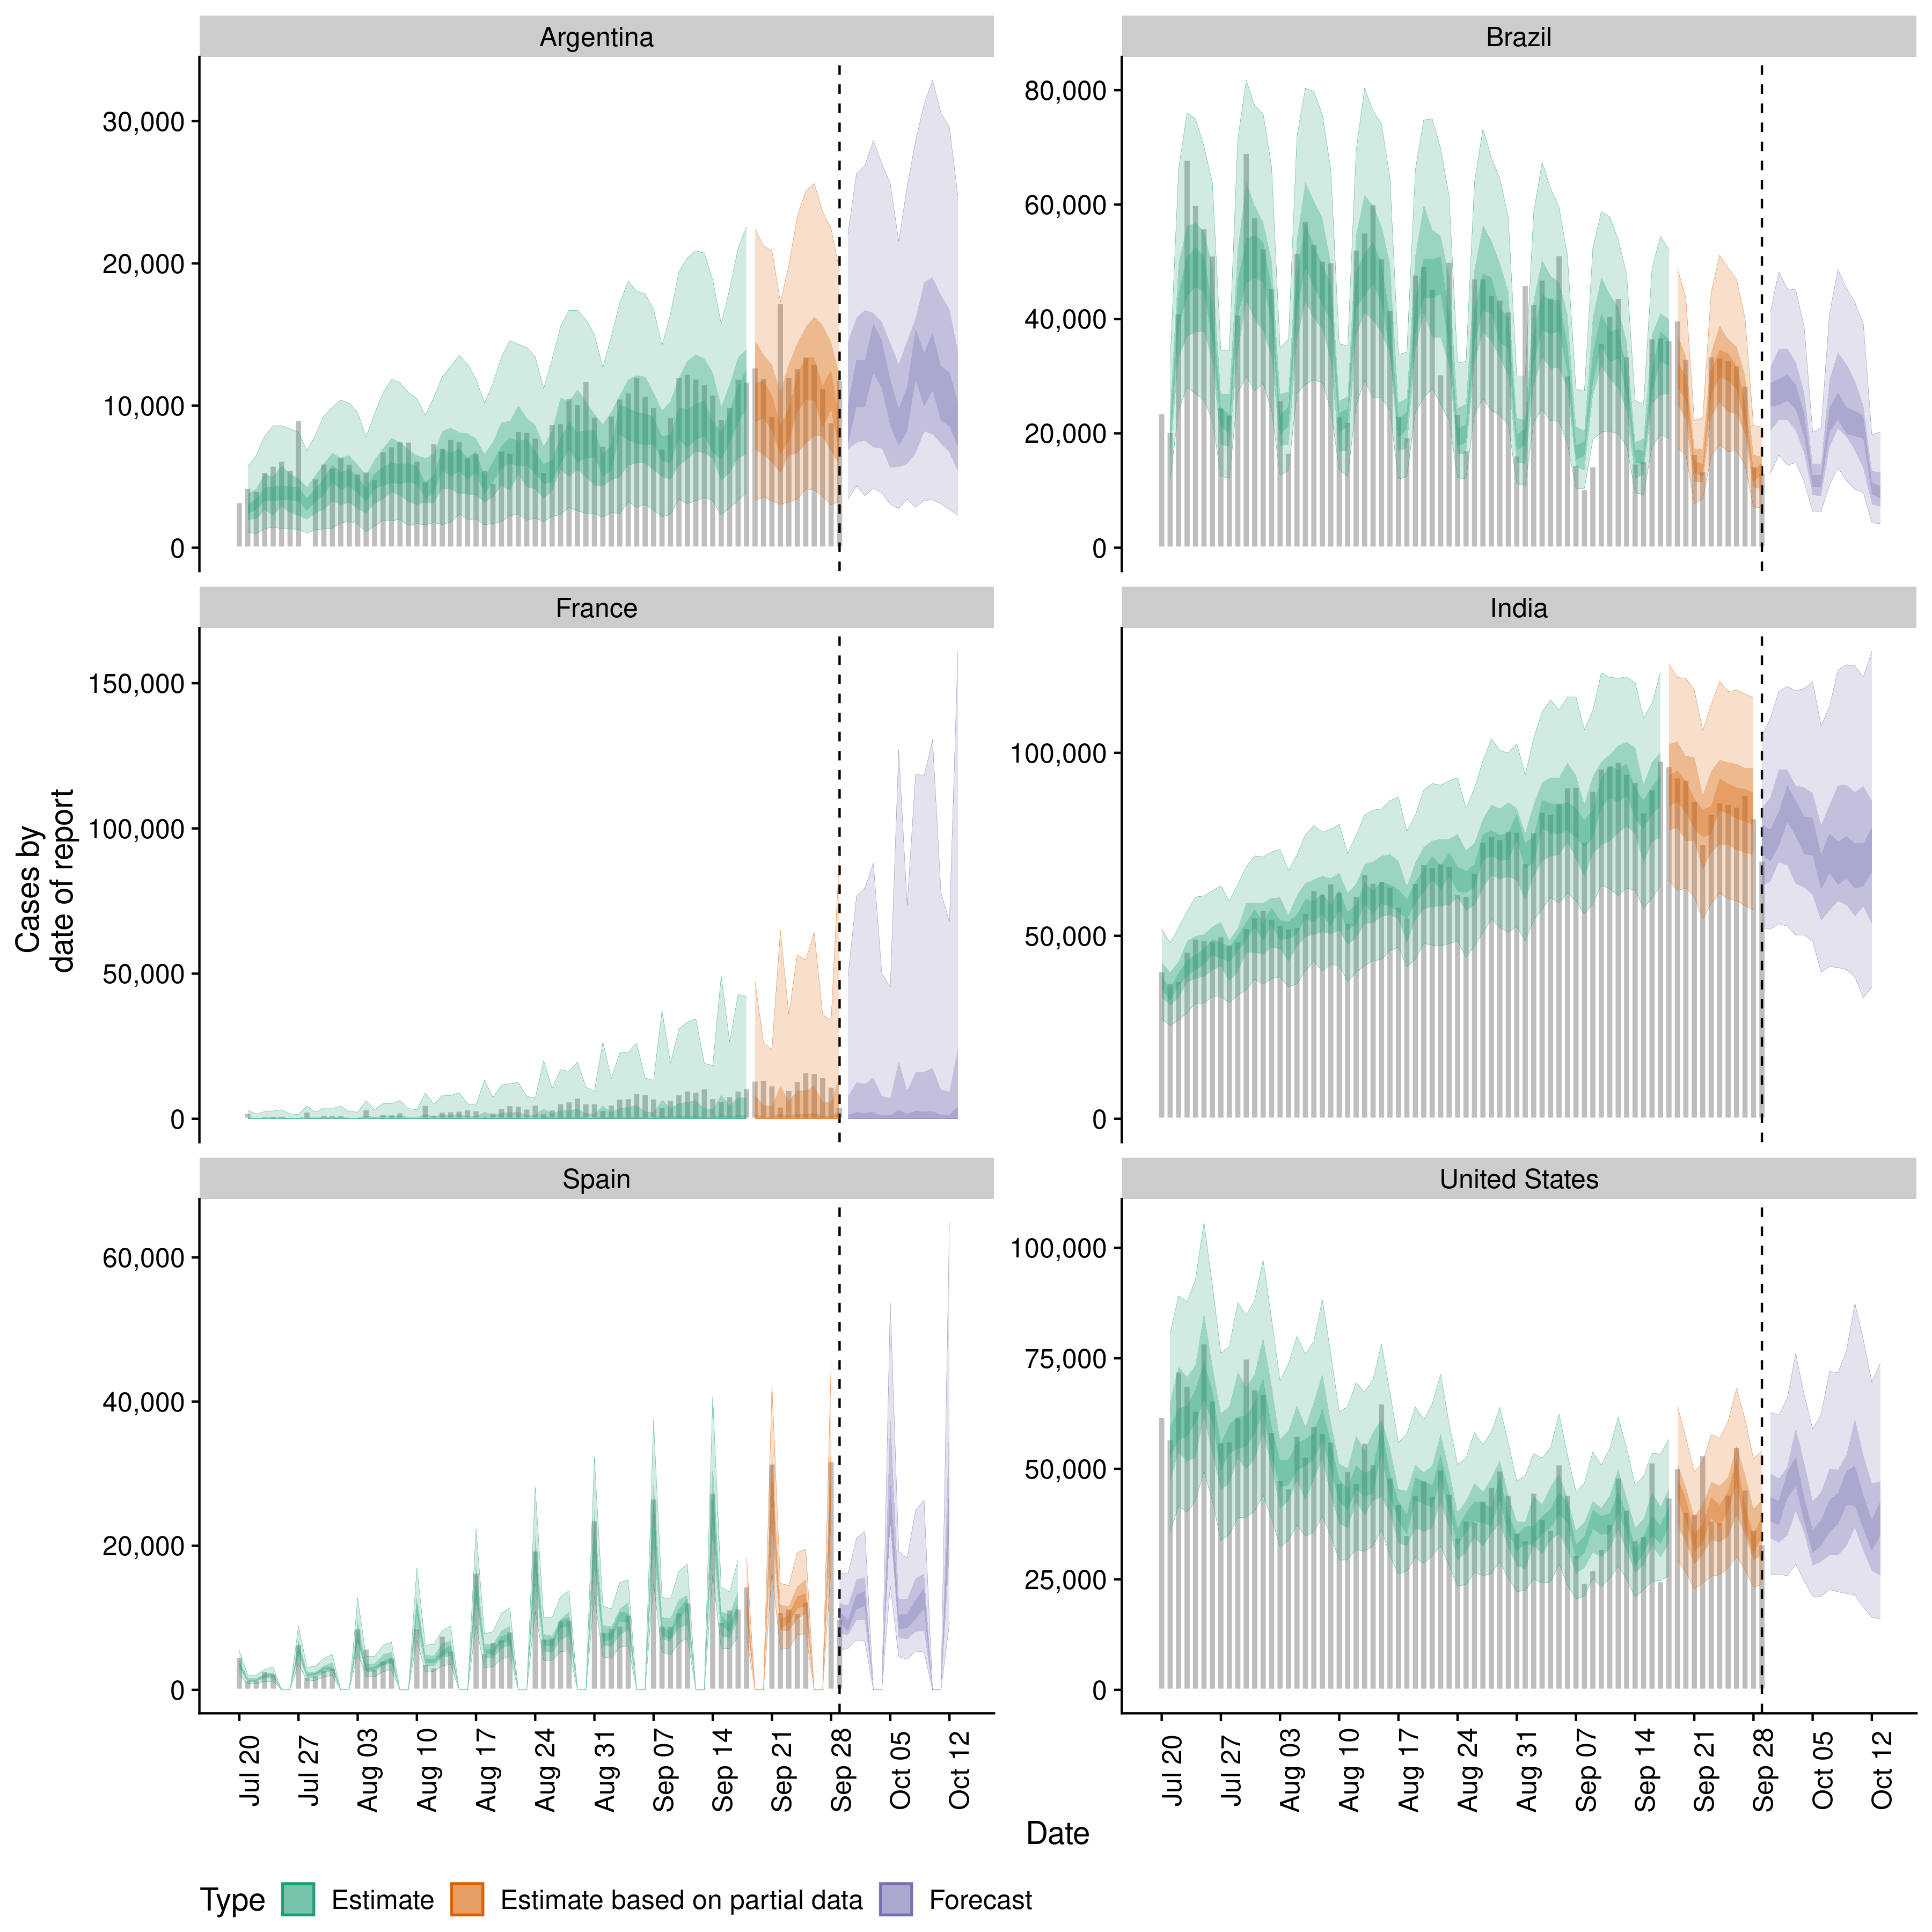 Argentina
Brazil
30,000
20,000
10,000
0
80,000
60,000
40,000
20,000
0
France
India
150,000
100,000
50,000
0
100,000
50,000
0
Cases by
date of report
Spain
United States
60,000
40,000
20,000
0
100,000
75,000
50,000
25,000
0
Jul 20
Jul 27
Aug 03
Aug 10
Aug 17
Aug 24
Aug 31
Sep 07
Sep 14
Sep 21
Sep 28
Oct 05
Oct 12
Jul 20
Jul 27
Aug 03
Aug 10
Aug 17
Aug 24
Aug 31
Sep 07
Sep 14
Sep 21
Sep 28
Oct 05
Oct 12
Date
Type Estimate Estimate based on partial data Forecast